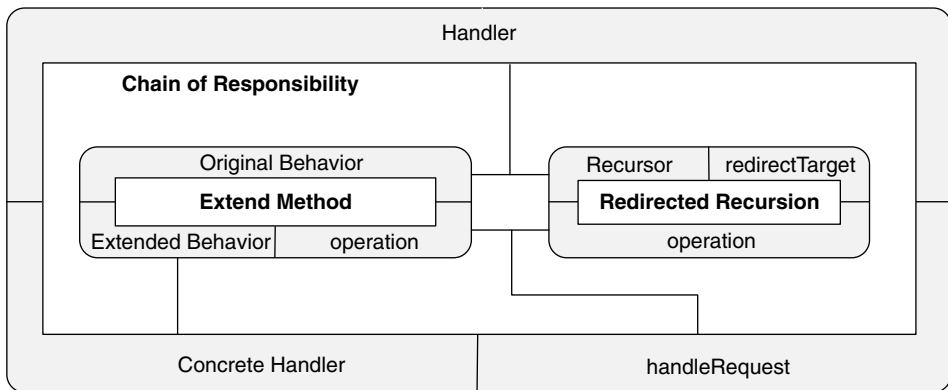 Handler
Chain of Responsibility
Original Behavior
Extend Method
Extended Behavior operation
Recursor redirectTarget
Redirected Recursion
operation
Concrete Handler handleRequest